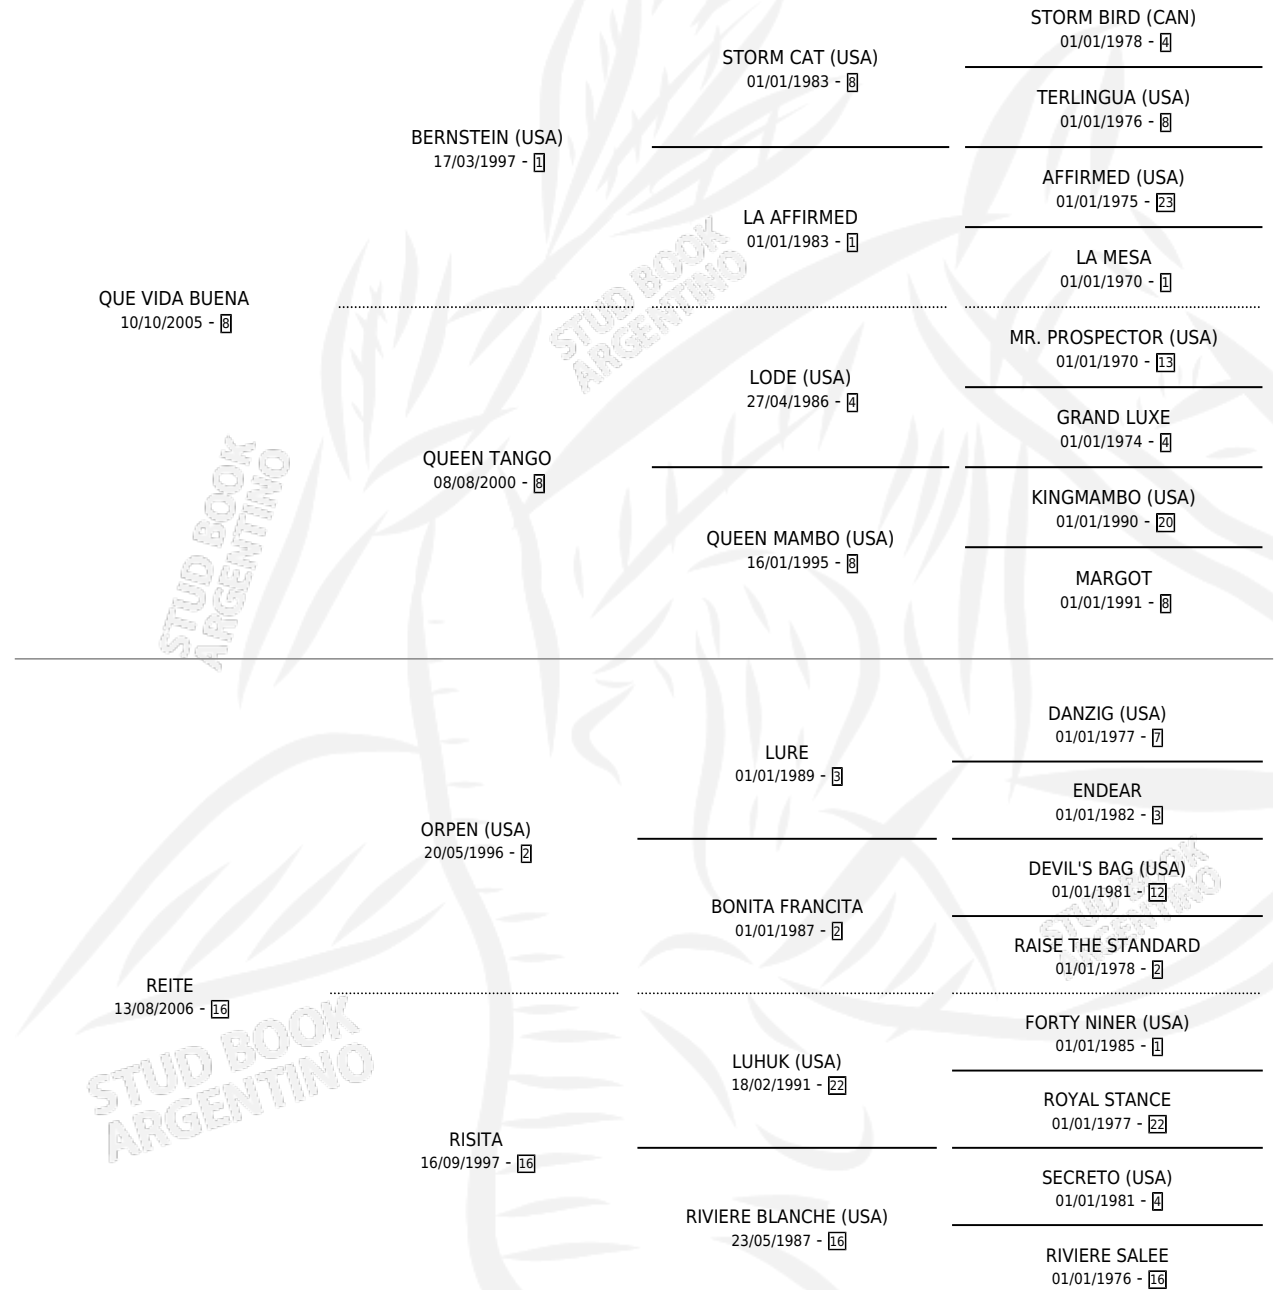 STORM BIRD (CAN)
01/01/1978 - 4
STORM CAT (USA)
01/01/1983 - 8
TERLINGUA (USA)
01/01/1976 - 8
BERNSTEIN (USA)
17/03/1997 - 1
AFFIRMED (USA)
01/01/1975 - 23
LA AFFIRMED
01/01/1983 - 1
LA MESA
01/01/1970 - 1
QUE VIDA BUENA
10/10/2005 - 8
MR. PROSPECTOR (USA)
01/01/1970 - 13
LODE (USA)
27/04/1986 - 4
GRAND LUXE
01/01/1974 - 4
QUEEN TANGO
08/08/2000 - 8
KINGMAMBO (USA)
01/01/1990 - 20
QUEEN MAMBO (USA)
16/01/1995 - 8
MARGOT
01/01/1991 - 8
DANZIG (USA)
01/01/1977 - 7
LURE
01/01/1989 - 3
ENDEAR
01/01/1982 - 3
ORPEN (USA)
20/05/1996 - 2
DEVIL'S BAG (USA)
01/01/1981 - 12
BONITA FRANCITA
01/01/1987 - 2
RAISE THE STANDARD
01/01/1978 - 2
REITE
13/08/2006 - 16
FORTY NINER (USA)
01/01/1985 - 1
LUHUK (USA)
18/02/1991 - 22
ROYAL STANCE
01/01/1977 - 22
RISITA
16/09/1997 - 16
SECRETO (USA)
01/01/1981 - 4
RIVIERE BLANCHE (USA)
23/05/1987 - 16
RIVIERE SALEE
01/01/1976 - 16
STUD BOOK
ARGENTINO
STUD BOOK
ARGENTINO
STUD BOOK
ARGENTINO
STUD BOOK
ARGENTINO